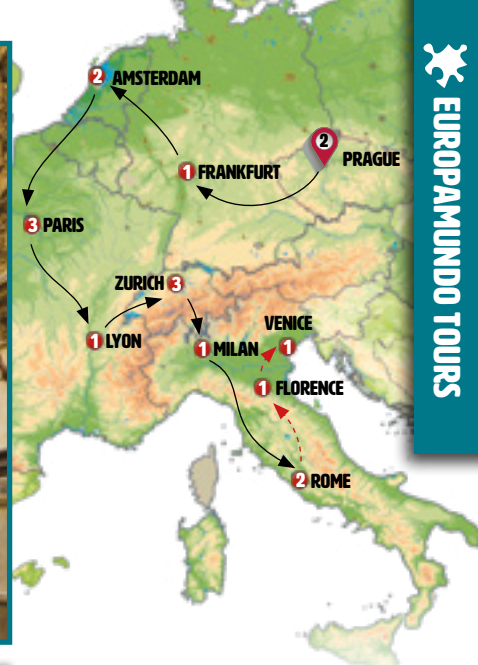 2 AMSTERDAM
1 FRANKFURT
2
PRAGUE
3 PARIS
ZURICH 3
1 LYON
1 MILAN
VENICE
1
1 FLORENCE
2 ROME
EUROPAMUNDO TOURS